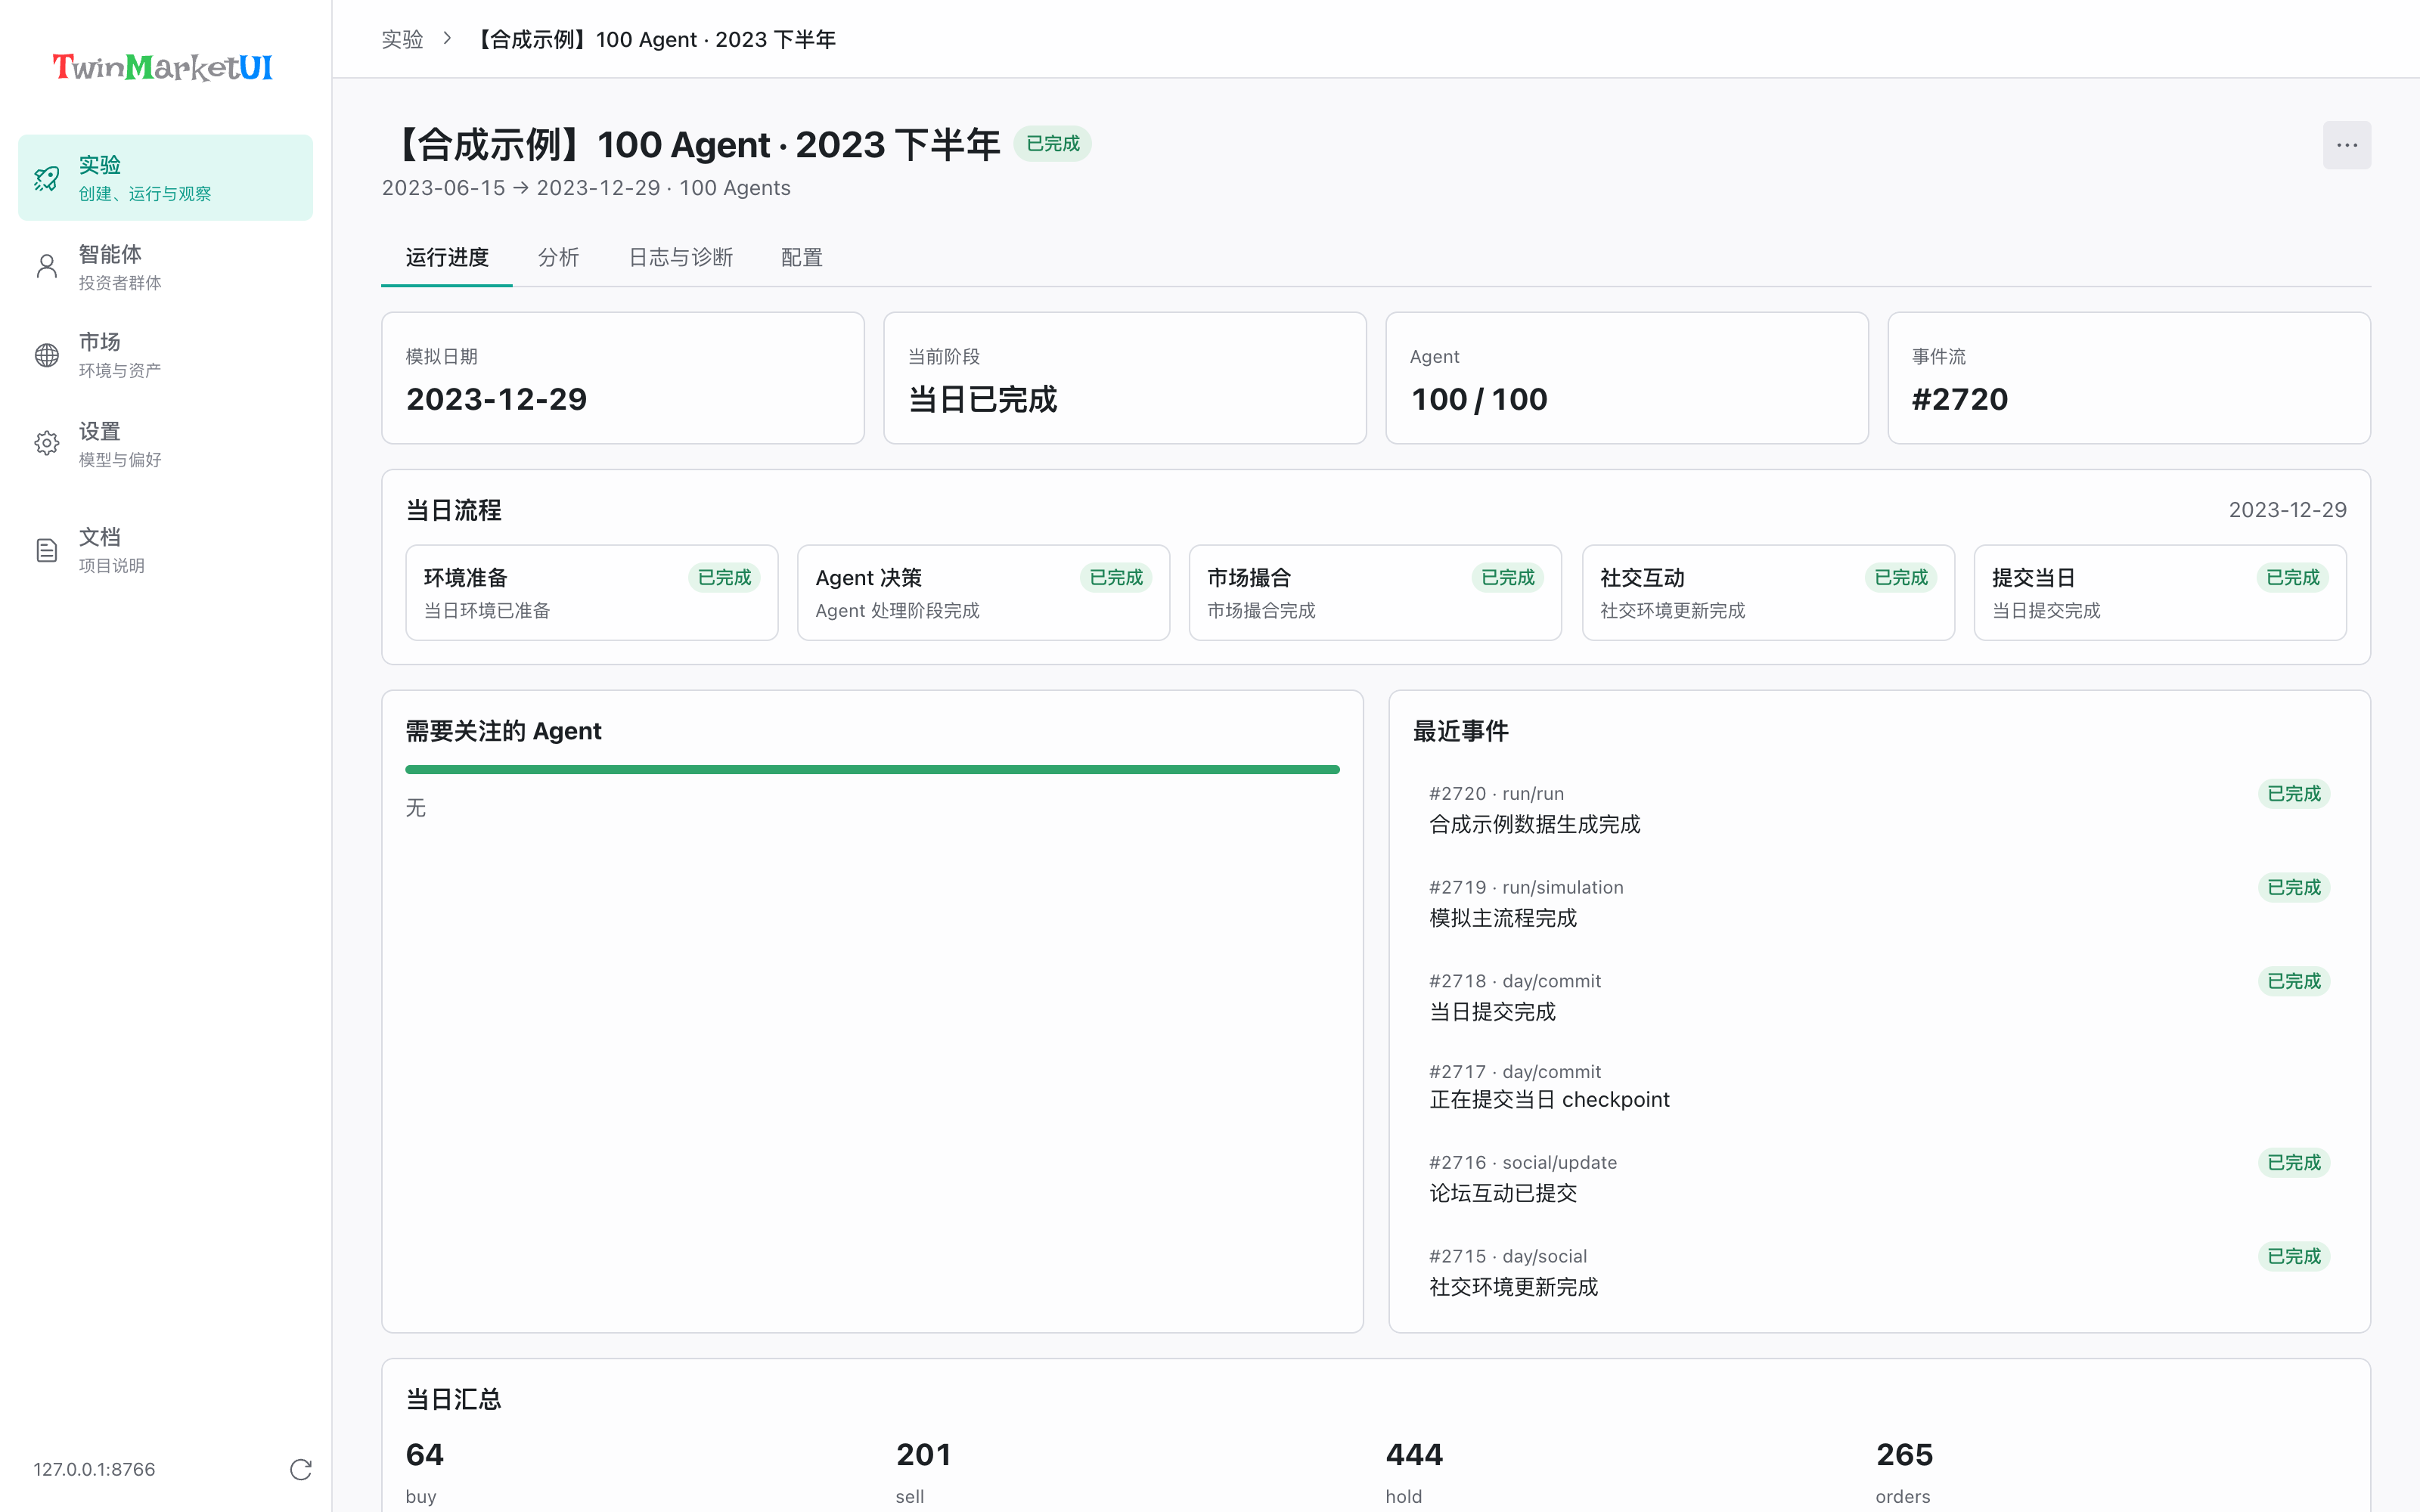 TwinMarketUI
实验
创建、运行与观察
智能体
投资者群体
市场
环境与资产
设置
模型与偏好
文档
项目说明
127.0.0.1:8766
实验 > 【合成示例】100 Agent · 2023 下半年
【合成示例】100 Agent · 2023 下半年 已完成
2023-06-15 → 2023-12-29 · 100 Agents
运行进度 分析 日志与诊断 配置
模拟日期
2023-12-29
当前阶段
当日已完成
Agent
100 / 100
事件流
#2720
当日流程 2023-12-29
环境准备 已完成
当日环境已准备
Agent 决策 已完成
Agent 处理阶段完成
市场撮合 已完成
市场撮合完成
社交互动 已完成
社交环境更新完成
提交当日 已完成
当日提交完成
需要关注的 Agent
无
最近事件
#2720 · run/run 已完成
合成示例数据生成完成
#2719 · run/simulation 已完成
模拟主流程完成
#2718 · day/commit 已完成
当日提交完成
#2717 · day/commit
正在提交当日 checkpoint
#2716 · social/update 已完成
论坛互动已提交
#2715 · day/social 已完成
社交环境更新完成
当日汇总
64
buy
201
sell
444
hold
265
orders